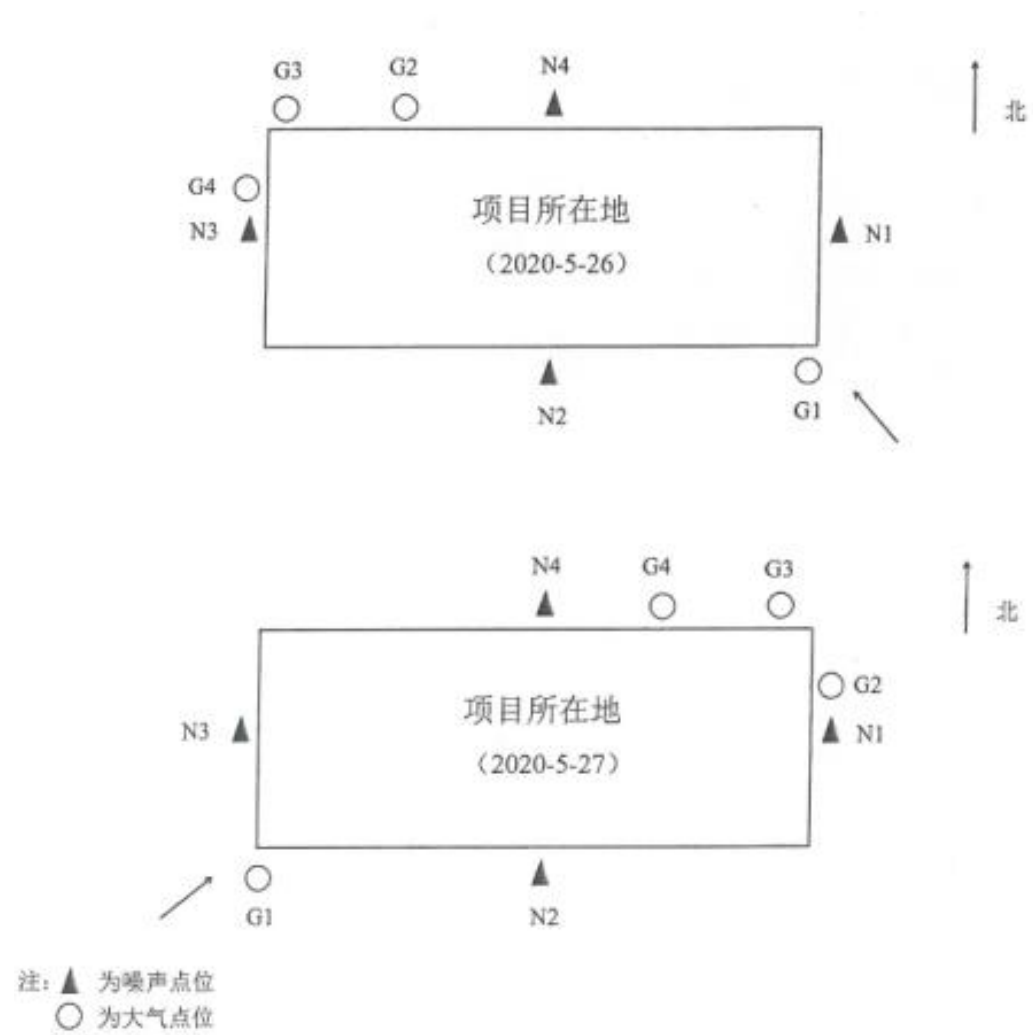 G3 G2 N4
北
G4
N3
项目所在地
（2020-5-26）
N1
N2
G1
N4 G4 G3
北
G2
N3
项目所在地
（2020-5-27）
N1
G1
N2
注：▲ 为噪声点位
○ 为大气点位